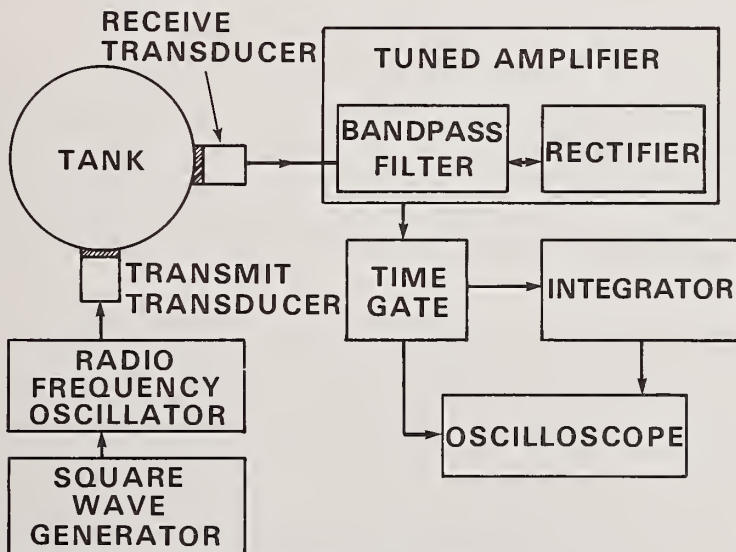 RECEIVE
TRANSDUCER
TANK
TUNED AMPLIFIER
BANDPASS
FILTER
RECTIFIER
TRANSMIT
TRANSDUCER
TIME
GATE
INTEGRATOR
RADIO
FREQUENCY
OSCILLATOR
OSCILLOSCOPE
SQUARE
WAVE
GENERATOR